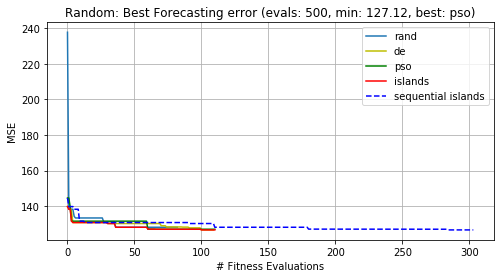 Random: Best Forecasting error (evals: 500, min: 127.12, best: pso)
240
220
200
180
160
140
MSE
rand
de
pso
islands
sequential islands
0
50
100
150
200
250
300
# Fitness Evaluations